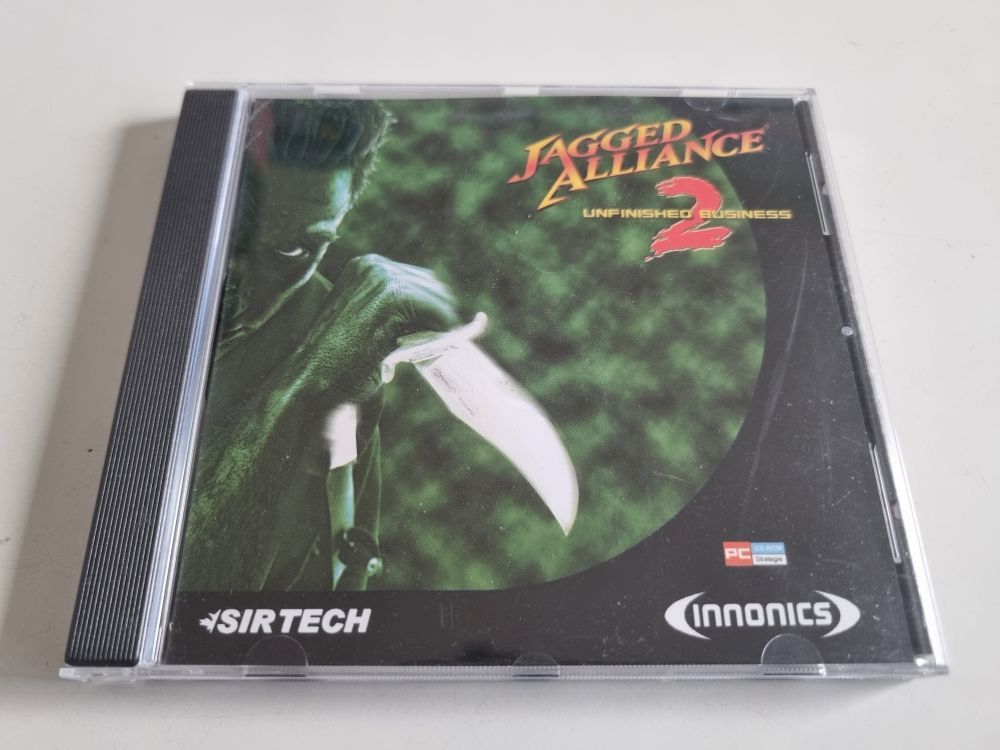 JAGGED
ALLIANCE
2
UNFINISHED BUSINESS
PC
CD-ROM
Strategie
SIRTECH
INNONICS